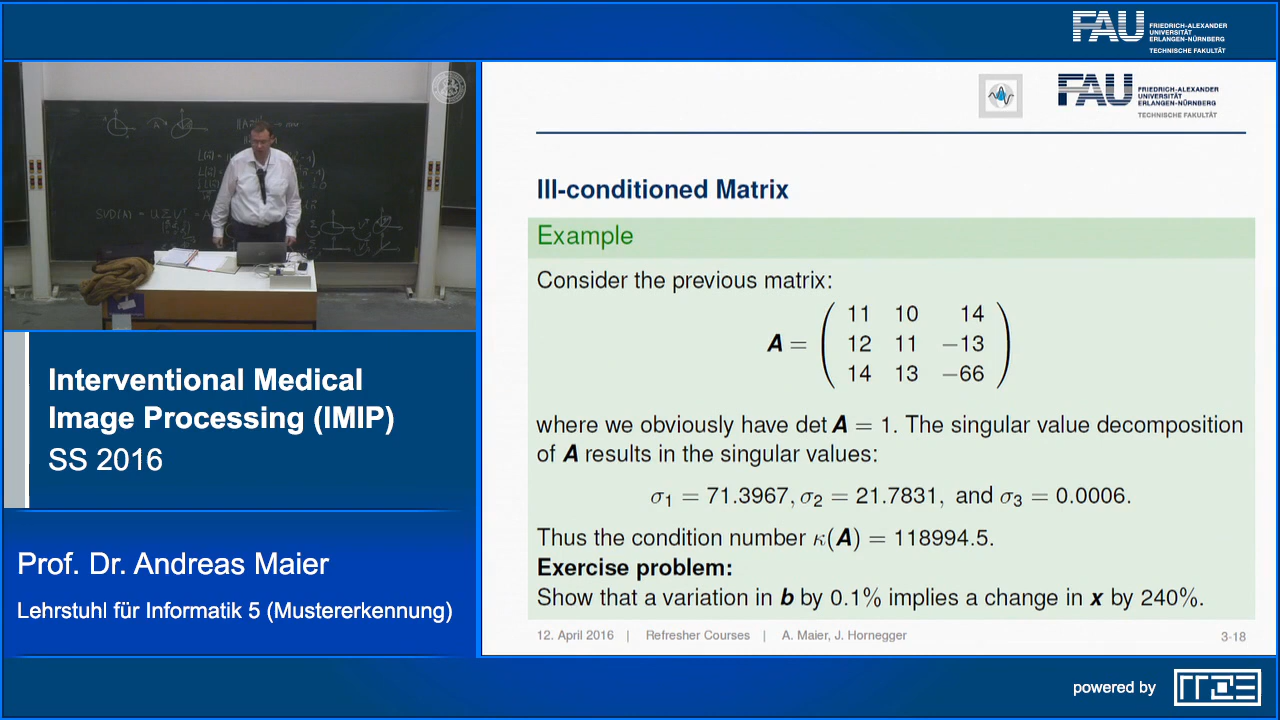 FAU FRIEDRICH-ALEXANDER
UNIVERSITÄT
ERLANGEN-NÜRNBERG
TECHNISCHE FAKULTÄT
FAU FRIEDRICH-ALEXANDER
UNIVERSITÄT
ERLANGEN-NÜRNBERG
TECHNISCHE FAKULTÄT
Ill-conditioned Matrix
Example
Consider the previous matrix:
11 10 14
A = 12 11 −13
14 13 −66
where we obviously have det A = 1. The singular value decomposition
of A results in the singular values:
σ1 = 71.3967, σ2 = 21.7831, and σ3 = 0.0006.
Thus the condition number κ(A) = 118994.5.
Exercise problem:
Show that a variation in b by 0.1% implies a change in x by 240%.
12. April 2016 | Refresher Courses | A. Maier, J. Hornegger 3-18
Interventional Medical
Image Processing (IMIP)
SS 2016
Prof. Dr. Andreas Maier
Lehrstuhl für Informatik 5 (Mustererkennung)
powered by